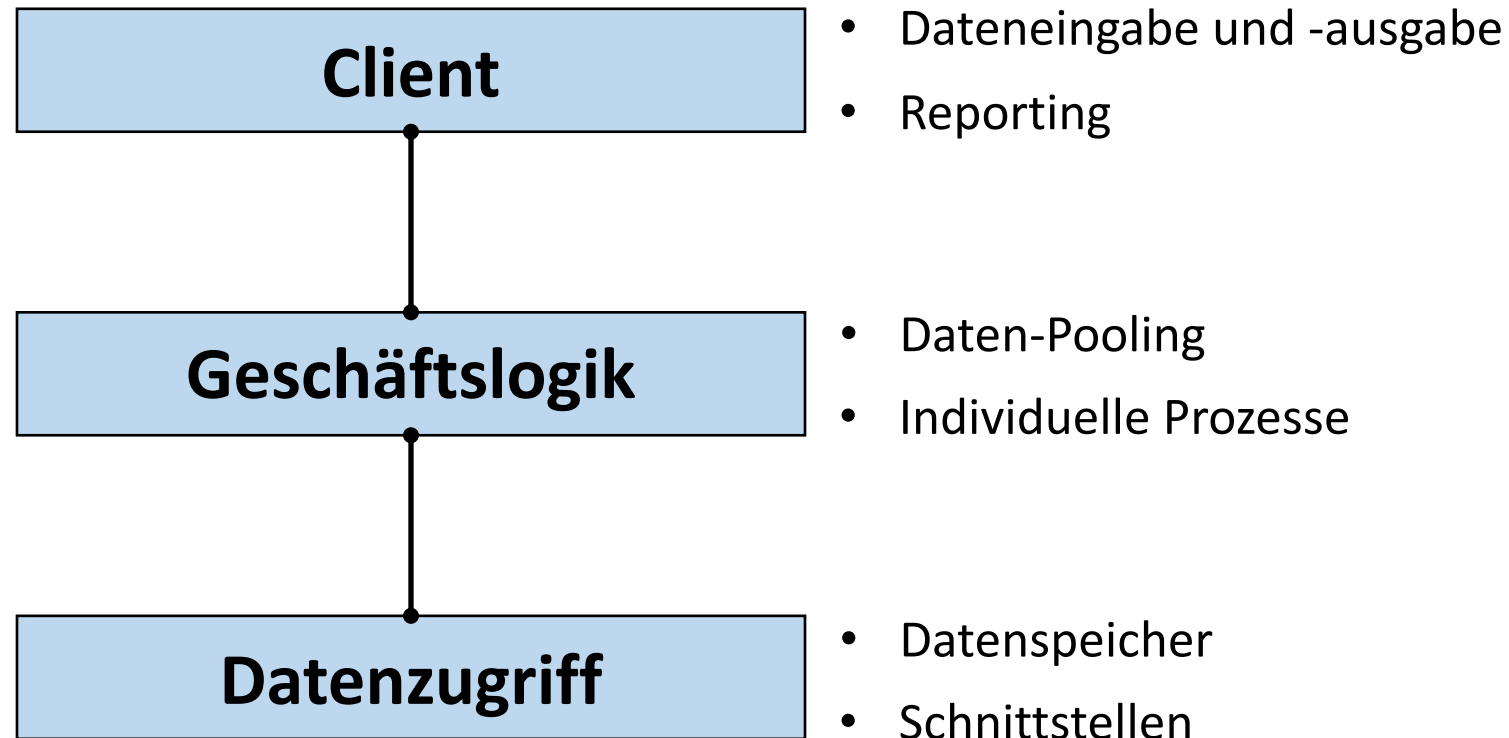 Client
• Dateneingabe und -ausgabe
• Reporting
Geschäftslogik
• Daten-Pooling
• Individuelle Prozesse
Datenzugriff
• Datenspeicher
• Schnittstellen